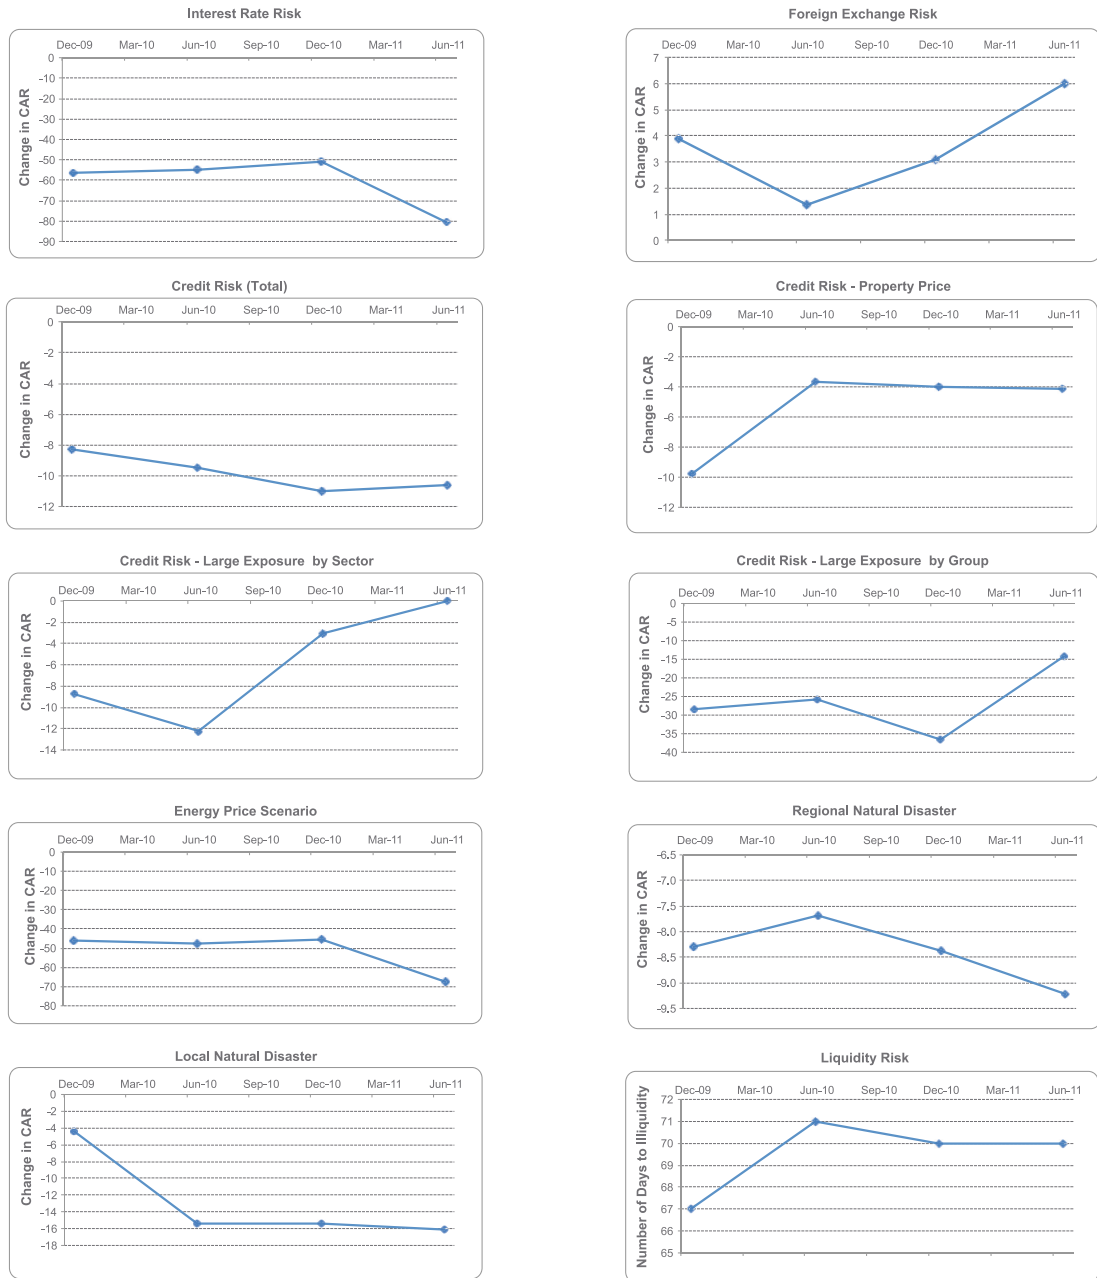 Interest Rate Risk
Dec-09 Mar-10 Jun-10 Sep-10 Dec-10 Jun-11
0
-10
-20
-30
-40
-50
-60
-70
-80
-90
Change in CAR
Foreign Exchange Risk
Dec-09 Mar-10 Jun-10 Sep-10 Dec-10 Mar-11 Jun-11
7
6
5
4
3
2
1
0
Change in CAR
Credit Risk (Total)
Dec-09 Mar-10 Jun-10 Sep-10 Dec-10 Mar-11 Jun-11
0
-2
-4
-6
-8
-10
-12
Change in CAR
Credit Risk - Property Price
Dec-09 Mar-10 Jun-10 Sep-10 Dec-10 Mar-11 Jun-11
0
-2
-4
-6
-8
-10
-12
Change in CAR
Credit Risk - Large Exposure by Sector
Dec-09 Mar-10 Jun-10 Sep-10 Dec-10 Mar-11 Jun-11
0
-2
-4
-6
-8
-10
-12
-14
Change in CAR
Credit Risk - Large Exposure by Group
Dec-09 Mar-10 Jun-10 Sep-10 Dec-10 Mar-11 Jun-11
0
-5
-10
-15
-20
-25
-30
-35
-40
Change in CAR
Energy Price Scenario
Dec-09 Mar-10 Jun-10 Sep-10 Dec-10 Mar-11 Jun-11
0
-10
-20
-30
-40
-50
-60
-70
-80
Change in CAR
Regional Natural Disaster
Dec-09 Mar-10 Jun-10 Sep-10 Dec-10 Mar-11 Jun-11
-6.5
-7.0
-7.5
-8.0
-8.5
-9.0
-9.5
Change in CAR
Local Natural Disaster
Dec-09 Mar-10 Jun-10 Sep-10 Dec-10 Mar-11 Jun-11
0
-2
-4
-6
-8
-10
-12
-14
-16
-18
Change in CAR
Liquidity Risk
Dec-09 Mar-10 Jun-10 Sep-10 Dec-10 Mar-11 Jun-11
72
71
70
69
68
67
66
65
Number of Days to Illiquidity